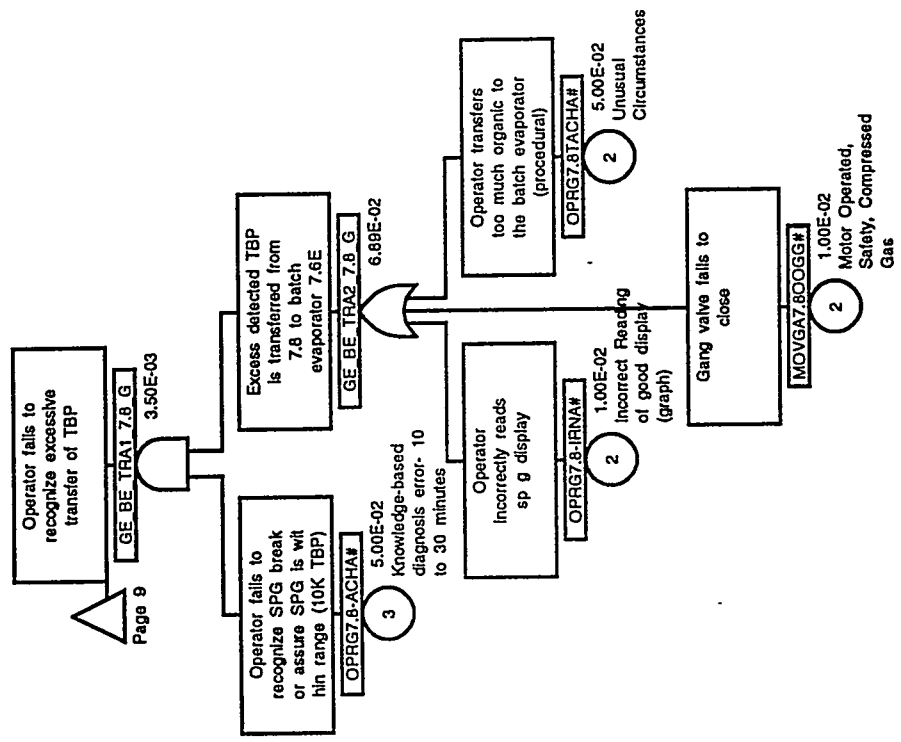 Operator fails to
recognize excessive
transfer of TBP
GE BE TRA1 7.8 G
3.50E-03
Page 9
Operator fails to
recognize SPG break
or assure SPG is wit
hin range (10K TBP)
OPRG7.8-ACHA#
5.00E-02
Knowledge-based
diagnosis error- 10
to 30 minutes
3
Excess detected TBP
is transferred from
7.8 to batch
evaporator 7.6E
GE BE TRA2 7.8 G
6.89E-02
Operator
incorrectly reads
sp g display
OPRG7.8-IRNA#
1.00E-02
Incorrect Reading
of good display
(graph)
2
Gang valve fails to
close
MOVGA7.8OOGG#
1.00E-02
Motor Operated,
Safety, Compressed
Gas
2
Operator transfers
too much organic to
the batch evaporator
(procedural)
OPRG7.8TACHA#
5.00E-02
Unusual
Circumstances
2